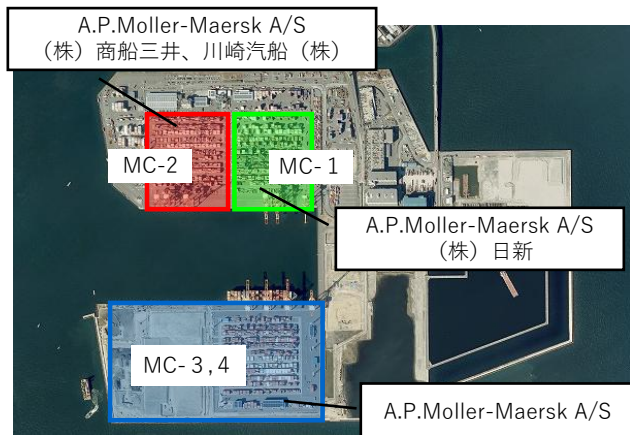 A.P.Moller-Maersk A/S
（株）商船三井、川崎汽船（株）
MC-2
MC-1
A.P.Moller-Maersk A/S
（株）日新
MC-3,4
A.P.Moller-Maersk A/S